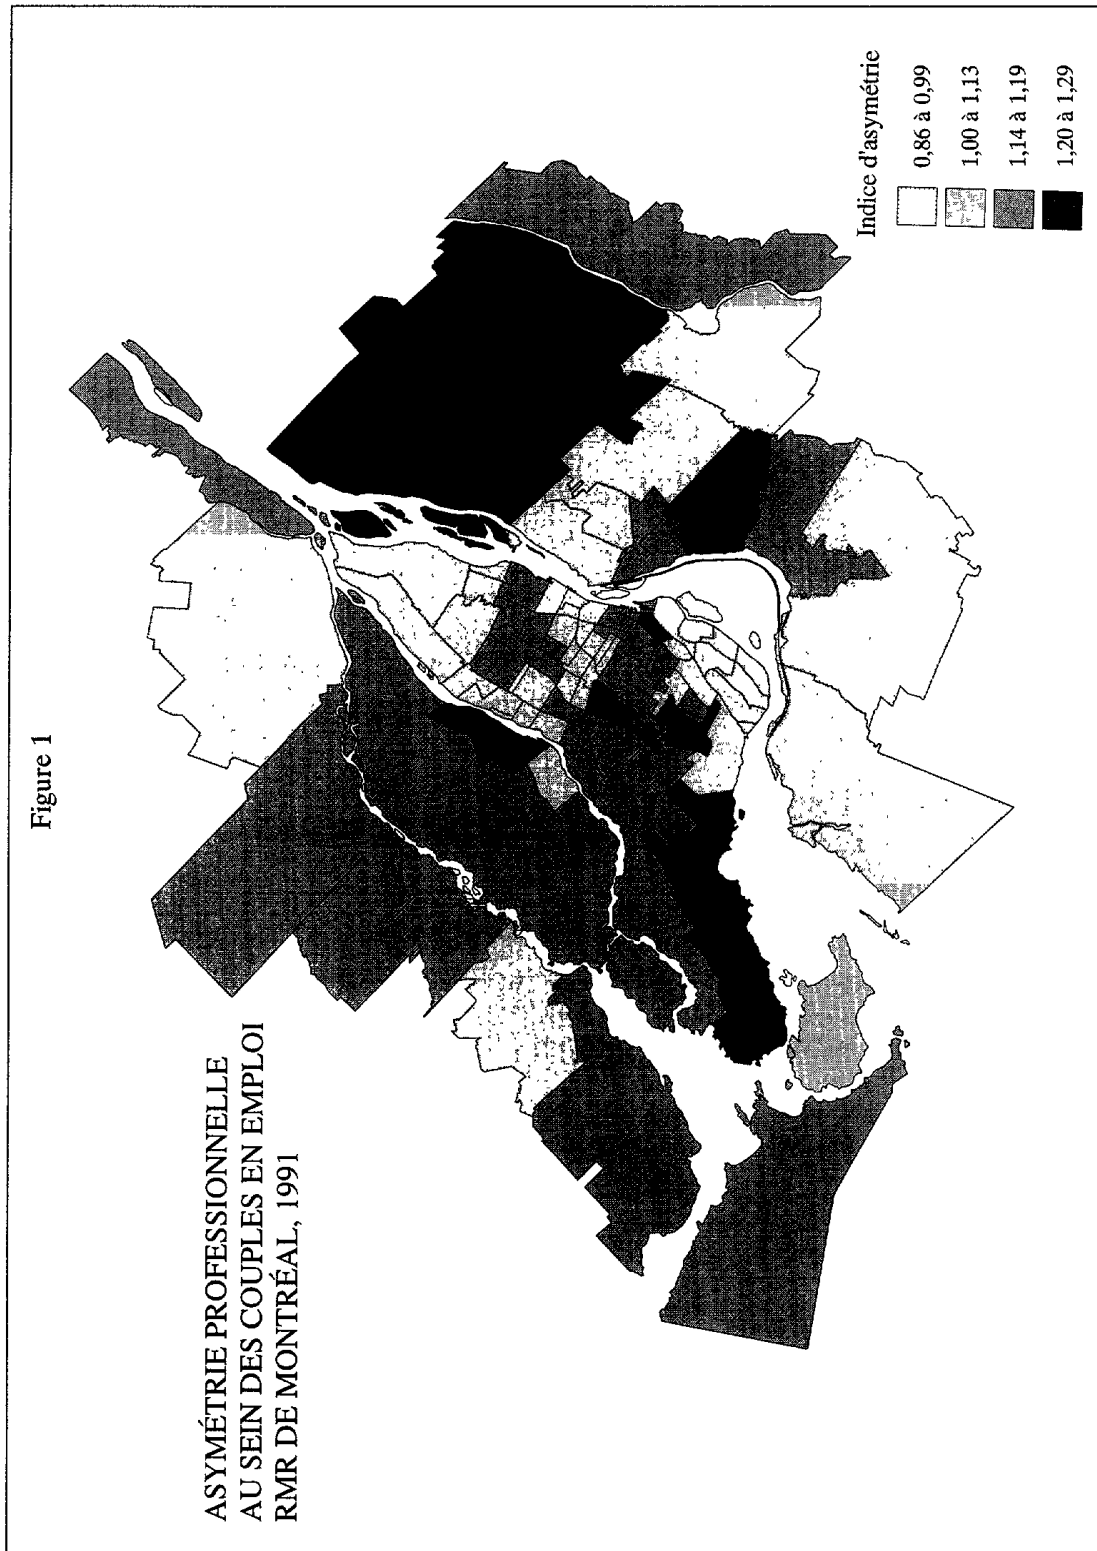 Figure 1
ASYMÉTRIE PROFESSIONNELLE
AU SEIN DES COUPLES EN EMPLOI
RMR DE MONTRÉAL, 1991
Indice d'asymétrie
0,86 à 0,99
1,00 à 1,13
1,14 à 1,19
1,20 à 1,29